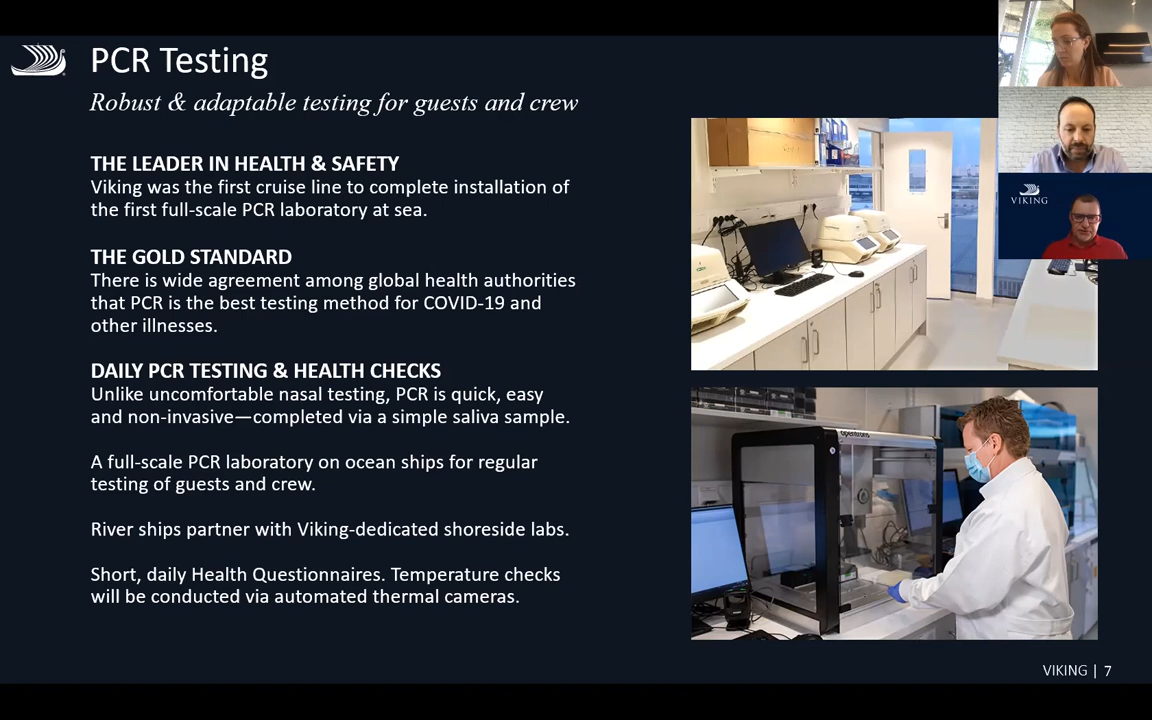 PCR Testing
Robust & adaptable testing for guests and crew
THE LEADER IN HEALTH & SAFETY
Viking was the first cruise line to complete installation of
the first full-scale PCR laboratory at sea.
THE GOLD STANDARD
There is wide agreement among global health authorities
that PCR is the best testing method for COVID-19 and
other illnesses.
DAILY PCR TESTING & HEALTH CHECKS
Unlike uncomfortable nasal testing, PCR is quick, easy
and non-invasive—completed via a simple saliva sample.
A full-scale PCR laboratory on ocean ships for regular
testing of guests and crew.
River ships partner with Viking-dedicated shoreside labs.
Short, daily Health Questionnaires. Temperature checks
will be conducted via automated thermal cameras.
VIKING
opentrons
VIKING | 7